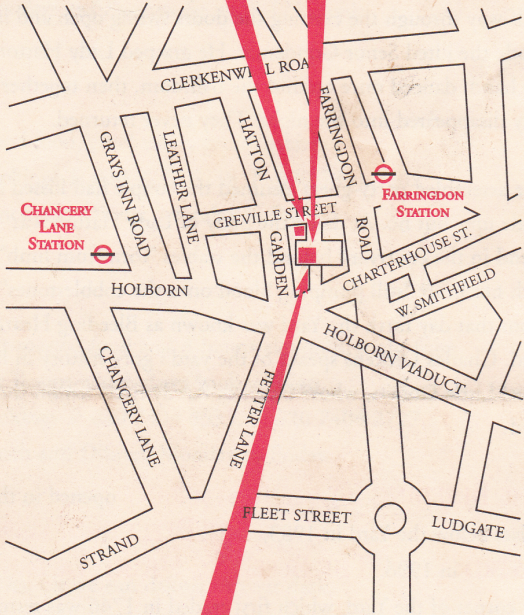 CLERKENWELL ROA
GRAYS INN ROAD
LEATHER LANE
HATTON
FARRINGDON
CHANCERY
LANE
STATION
FARRINGDON
STATION
GREVILLE STREET
GARDEN
ROAD
CHARTERHOUSE ST.
W. SMITHFIELD
HOLBORN
HOLBORN VIADUCT
CHANCERY LANE
FETTER LANE
FLEET STREET
LUDGATE
STRAND